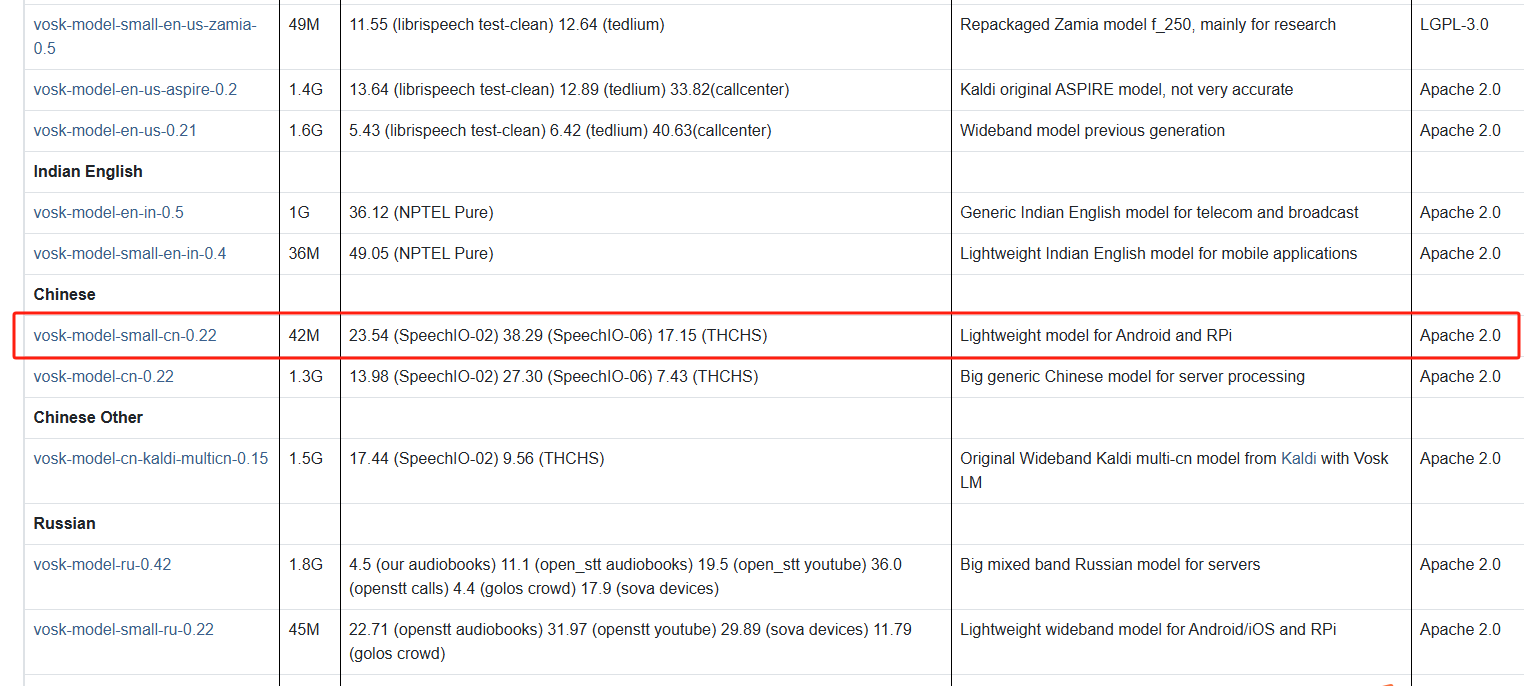 vosk-model-small-en-us-zamia- 49M 11.55 (librispeech test-clean) 12.64 (tedlium) Repackaged Zamia model f_250, mainly for research LGPL-3.0
0.5
vosk-model-en-us-aspire-0.2 1.4G 13.64 (librispeech test-clean) 12.89 (tedlium) 33.82(callcenter) Kaldi original ASPIRE model, not very accurate Apache 2.0
vosk-model-en-us-0.21 1.6G 5.43 (librispeech test-clean) 6.42 (tedlium) 40.63(callcenter) Wideband model previous generation Apache 2.0
Indian English
vosk-model-en-in-0.5 1G 36.12 (NPTEL Pure) Generic Indian English model for telecom and broadcast Apache 2.0
vosk-model-small-en-in-0.4 36M 49.05 (NPTEL Pure) Lightweight Indian English model for mobile applications Apache 2.0
Chinese
vosk-model-small-cn-0.22 42M 23.54 (SpeechIO-02) 38.29 (SpeechIO-06) 17.15 (THCHS) Lightweight model for Android and RPi Apache 2.0
vosk-model-cn-0.22 1.3G 13.98 (SpeechIO-02) 27.30 (SpeechIO-06) 7.43 (THCHS) Big generic Chinese model for server processing Apache 2.0
Chinese Other
vosk-model-cn-kaldi-multicn-0.15 1.5G 17.44 (SpeechIO-02) 9.56 (THCHS) Original Wideband Kaldi multi-cn model from Kaldi with Vosk Apache 2.0
LM
Russian
vosk-model-ru-0.42 1.8G 4.5 (our audiobooks) 11.1 (open_stt audiobooks) 19.5 (open_stt youtube) 36.0 Big mixed band Russian model for servers Apache 2.0
(openstt calls) 4.4 (golos crowd) 17.9 (sova devices)
vosk-model-small-ru-0.22 45M 22.71 (openstt audiobooks) 31.97 (openstt youtube) 29.89 (sova devices) 11.79 Lightweight wideband model for Android/iOS and RPi Apache 2.0
(golos crowd)